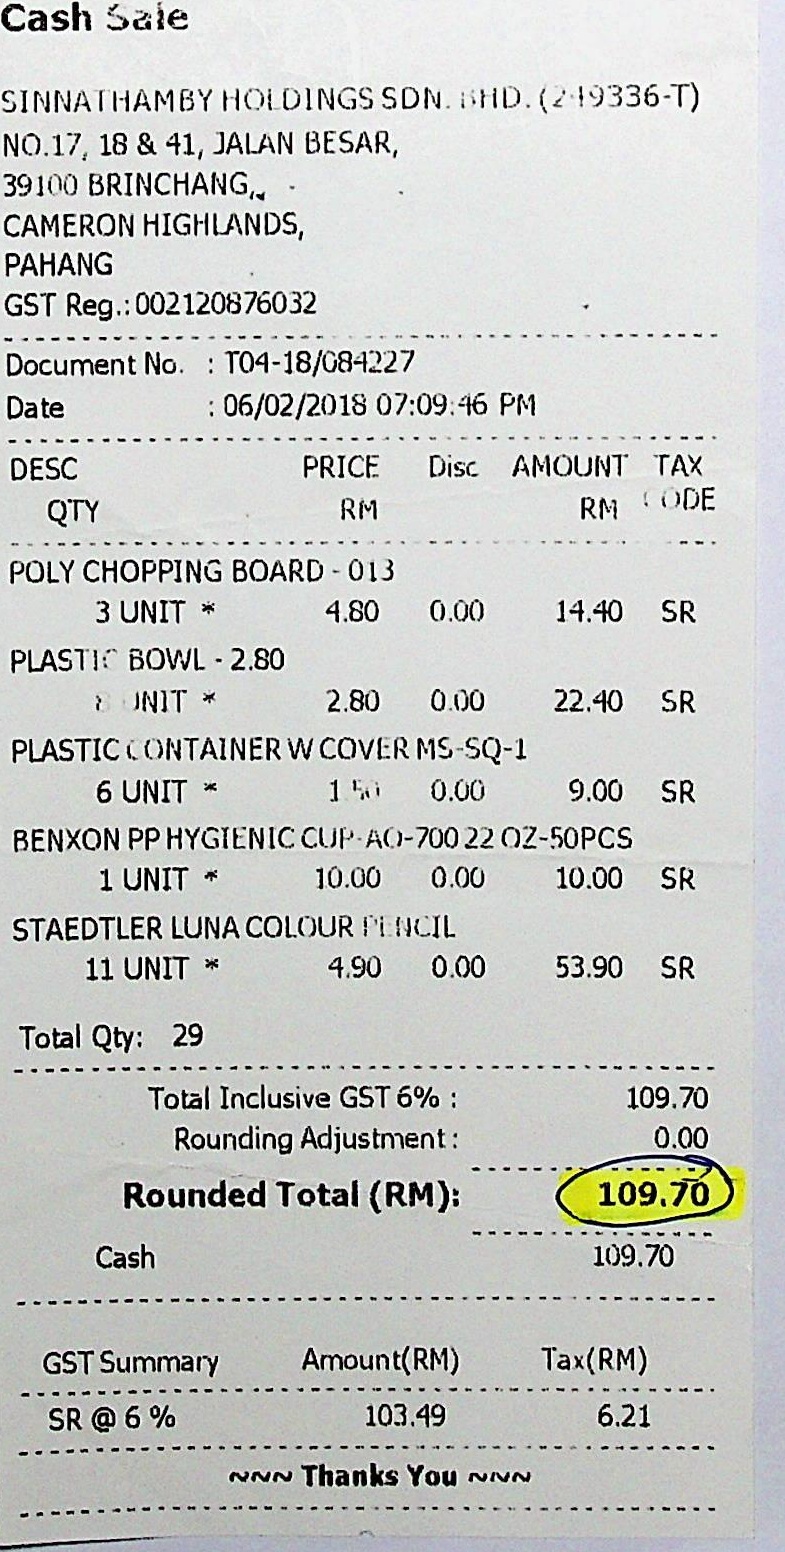 Cash Sale
SINNATHAMBY HOLDINGS SDN. BHD. (249336-T)
NO.17, 18 & 41, JALAN BESAR,
39100 BRINCHANG,
CAMERON HIGHLANDS,
PAHANG
GST Reg.:002120876032
Document No. : T04-18/084227
Date : 06/02/2018 07:09:46 PM
DESC PRICE Disc AMOUNT TAX
QTY RM RM CODE
POLY CHOPPING BOARD - 013
3 UNIT * 4.80 0.00 14.40 SR
PLASTIC BOWL - 2.80
8 UNIT * 2.80 0.00 22.40 SR
PLASTIC CONTAINER W COVER MS-SQ-1
6 UNIT * 1.50 0.00 9.00 SR
BENXON PP HYGIENIC CUP-AO-700 22 OZ-50PCS
1 UNIT * 10.00 0.00 10.00 SR
STAEDTLER LUNA COLOUR PENCIL
11 UNIT * 4.90 0.00 53.90 SR
Total Qty: 29
Total Inclusive GST 6% : 109.70
Rounding Adjustment : 0.00
Rounded Total (RM): 109.70
Cash 109.70
GST Summary Amount(RM) Tax(RM)
SR @ 6 % 103.49 6.21
~~~ Thanks You ~~~